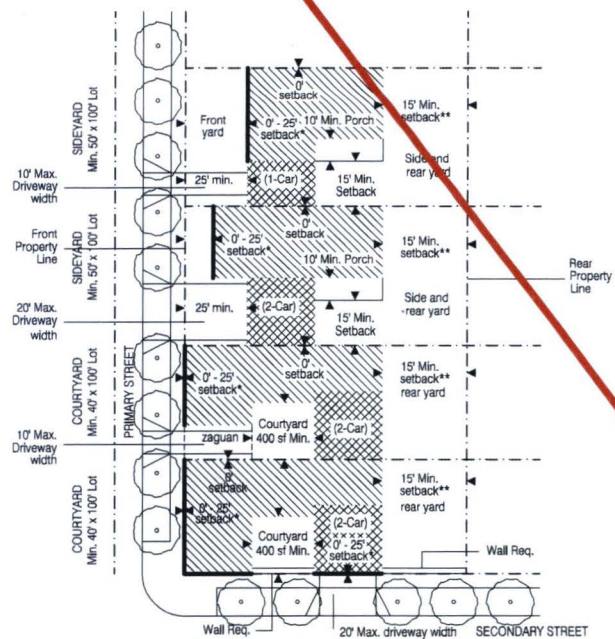 0'
setback
SIDEYARD
Min. 50' x 100' Lot
Front
yard
0' - 25'
setback*
10' Min. Porch
15' Min.
setback**
Side and
rear yard
10' Max.
Driveway
width
25' min.
(1-Car)
15' Min.
Setback
Front
Property
Line
SIDEYARD
Min. 50' x 100' Lot
0'
setback
0' - 25'
setback*
10' Min. Porch
15' Min.
setback**
Rear
Property
Line
20' Max.
Driveway
width
25' min.
(2-Car)
15' Min.
Setback
Side and
-rear yard
PRIMARY STREET
COURTYARD
Min. 40' x 100' Lot
0'
setback
0' - 25'
setback*
15' Min.
setback**
rear yard
10' Max.
Driveway
width
zaguan
Courtyard
400 sf Min.
(2-Car)
COURTYARD
Min. 40' x 100' Lot
0'
setback
0' - 25'
setback*
15' Min.
setback**
rear yard
Courtyard
400 sf Min.
(2-Car)
0' - 25'
setback*
Wall Req.
Wall Req.
20' Max. driveway width
SECONDARY STREET